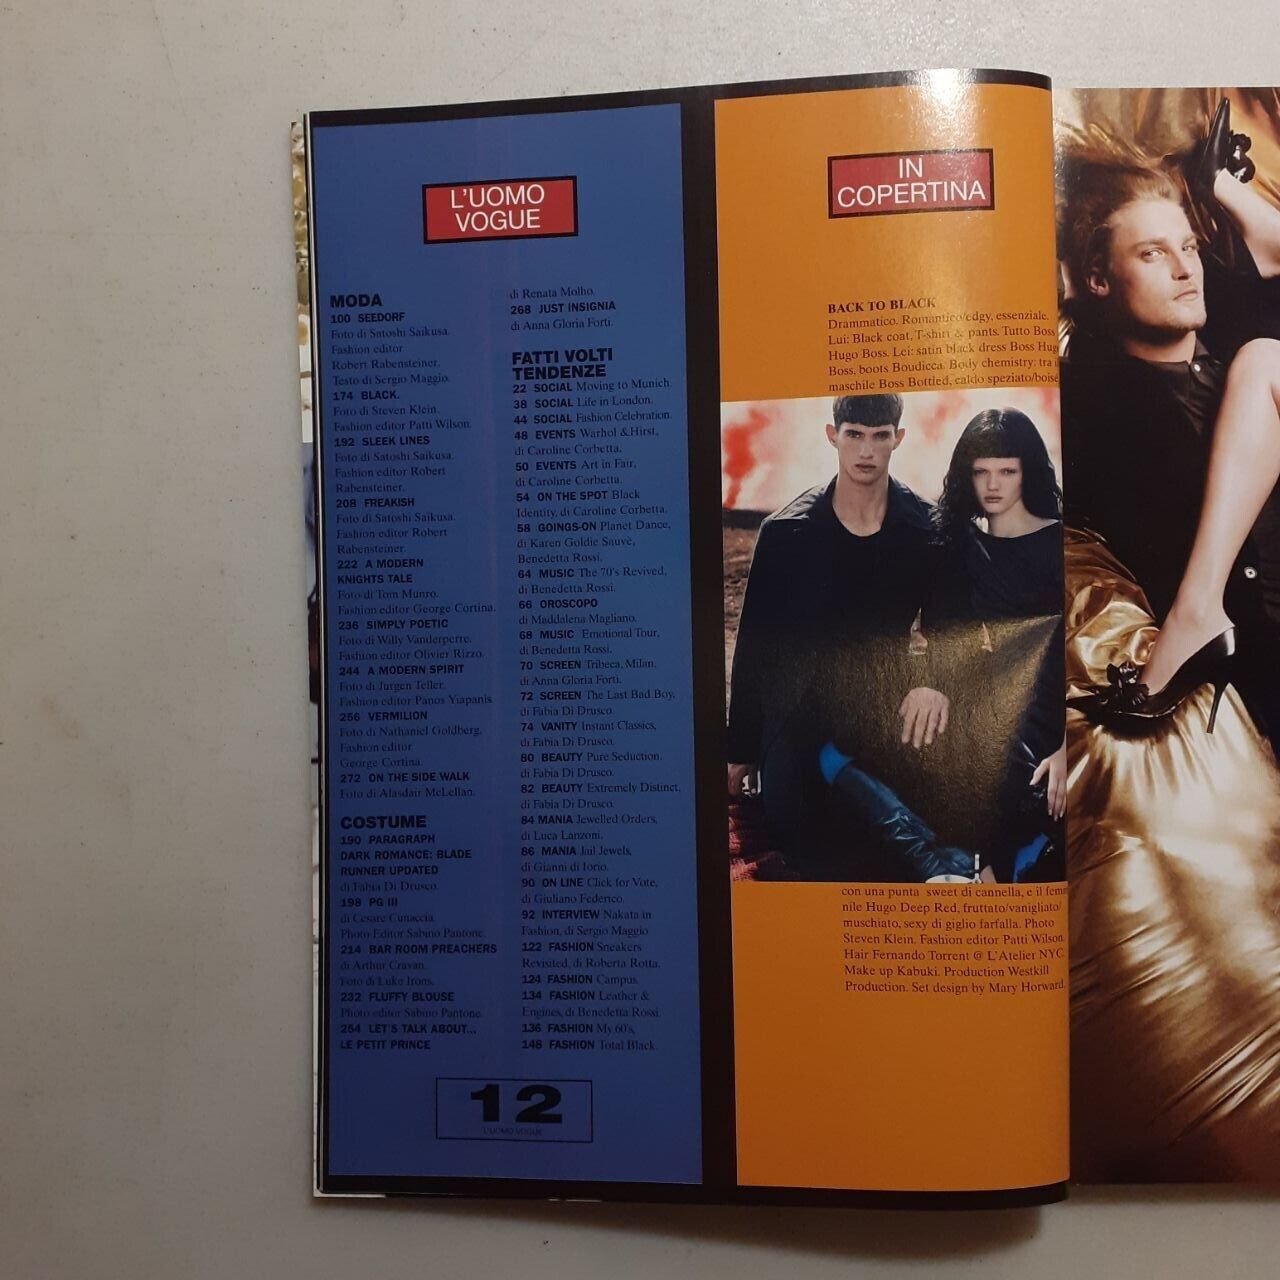 L'UOMO
VOGUE
MODA
100 SEEDORF
Foto di Satoshi Saikusa.
Fashion editor
Robert Rabensteiner.
Testo di Sergio Maggio.
174 BLACK.
Foto di Steven Klein.
Fashion editor Patti Wilson.
192 SLEEK LINES
Foto di Satoshi Saikusa.
Fashion editor Robert
Rabensteiner.
208 FREAKISH
Foto di Satoshi Saikusa.
Fashion editor Robert
Rabensteiner.
222 A MODERN
KNIGHTS TALE
Foto di Tom Munro.
Fashion editor George Cortina.
236 SIMPLY POETIC
Foto di Willy Vanderperre.
Fashion editor Olivier Rizzo.
244 A MODERN SPIRIT
Foto di Jurgen Teller.
Fashion editor Panos Yiapanis.
256 VERMILION
Foto di Nathaniel Goldberg.
Fashion editor
George Cortina.
272 ON THE SIDE WALK
Foto di Alasdair McLellan.
COSTUME
190 PARAGRAPH
DARK ROMANCE: BLADE
RUNNER UPDATED
di Fabia Di Drusco.
198 PG III
di Cesare Cunaccia.
Photo Editor Sabino Pantone.
214 BAR ROOM PREACHERS
di Arthur Cravan.
Foto di Luke Irons.
232 FLUFFY BLOUSE
Photo editor Sabino Pantone.
254 LET'S TALK ABOUT...
LE PETIT PRINCE
di Renata Molho.
268 JUST INSIGNIA
di Anna Gloria Forti.
FATTI VOLTI
TENDENZE
22 SOCIAL Moving to Munich.
38 SOCIAL Life in London.
44 SOCIAL Fashion Celebration.
48 EVENTS Warhol &Hirst,
di Caroline Corbetta.
50 EVENTS Art in Fair,
di Caroline Corbetta.
54 ON THE SPOT Black
Identity, di Caroline Corbetta.
58 GOINGS-ON Planet Dance,
di Karen Goldie Sauvé,
Benedetta Rossi.
64 MUSIC The 70's Revived,
di Benedetta Rossi.
66 OROSCOPO
di Maddalena Magliano.
68 MUSIC Emotional Tour,
di Benedetta Rossi.
70 SCREEN Tribeca, Milan,
di Anna Gloria Forti.
72 SCREEN The Last Bad Boy,
di Fabia Di Drusco.
74 VANITY Instant Classics,
di Fabia Di Drusco.
80 BEAUTY Pure Seduction,
di Fabia Di Drusco.
82 BEAUTY Extremely Distinct,
di Fabia Di Drusco.
84 MANIA Jewelled Orders,
di Luca Lanzoni.
86 MANIA Jail Jewels,
di Gianni di Iorio.
90 ON LINE Click for Vote,
di Giuliano Federico.
92 INTERVIEW Nakata in
Fashion, di Sergio Maggio
122 FASHION Sneakers
Revisited, di Roberta Rotta.
124 FASHION Campus.
134 FASHION Leather &
Engines, di Benedetta Rossi.
136 FASHION My 60's,
148 FASHION Total Black.
12
L'UOMO VOGUE
IN
COPERTINA
BACK TO BLACK
Drammatico. Romantico/edgy, essenziale.
Lui: Black coat, T-shirt & pants. Tutto Boss
Hugo Boss. Lei: satin black dress Boss Hug
Boss, boots Boudicca. Body chemistry: tra i
maschile Boss Bottled, caldo speziato/boisé
con una punta sweet di cannella, e il femm
nile Hugo Deep Red, fruttato/vanigliato/
muschiato, sexy di giglio farfalla. Photo
Steven Klein. Fashion editor Patti Wilson.
Hair Fernando Torrent @ L'Atelier NYC.
Make up Kabuki. Production Westkill
Production. Set design by Mary Horward.